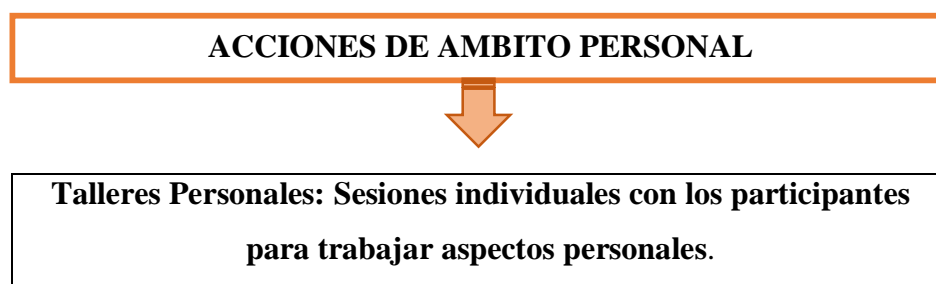 ACCIONES DE AMBITO PERSONAL
Talleres Personales: Sesiones individuales con los participantes
para trabajar aspectos personales.